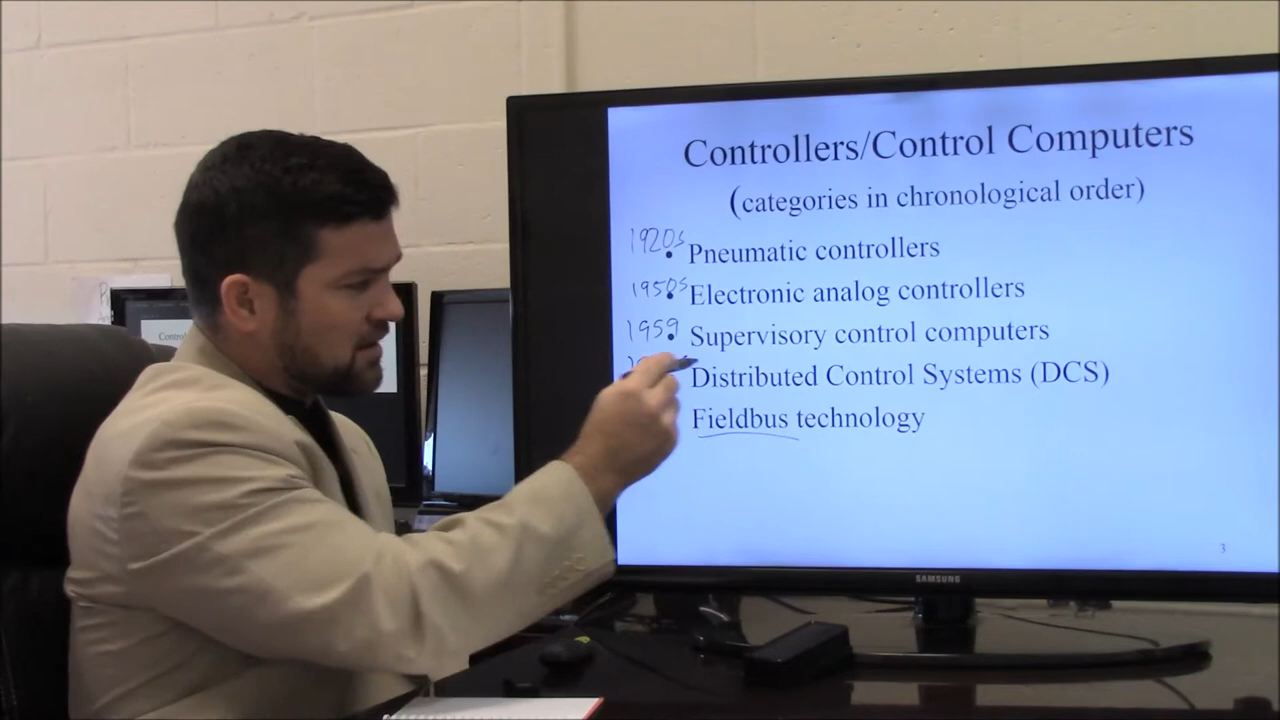 Controllers/Control Computers
(categories in chronological order)
1920s • Pneumatic controllers
1950s • Electronic analog controllers
1959 • Supervisory control computers
Distributed Control Systems (DCS)
Fieldbus technology
3
SAMSUNG
Control